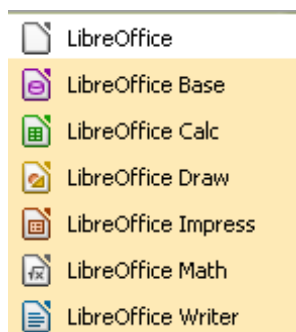 LibreOffice
LibreOffice Base
LibreOffice Calc
LibreOffice Draw
LibreOffice Impress
LibreOffice Math
LibreOffice Writer